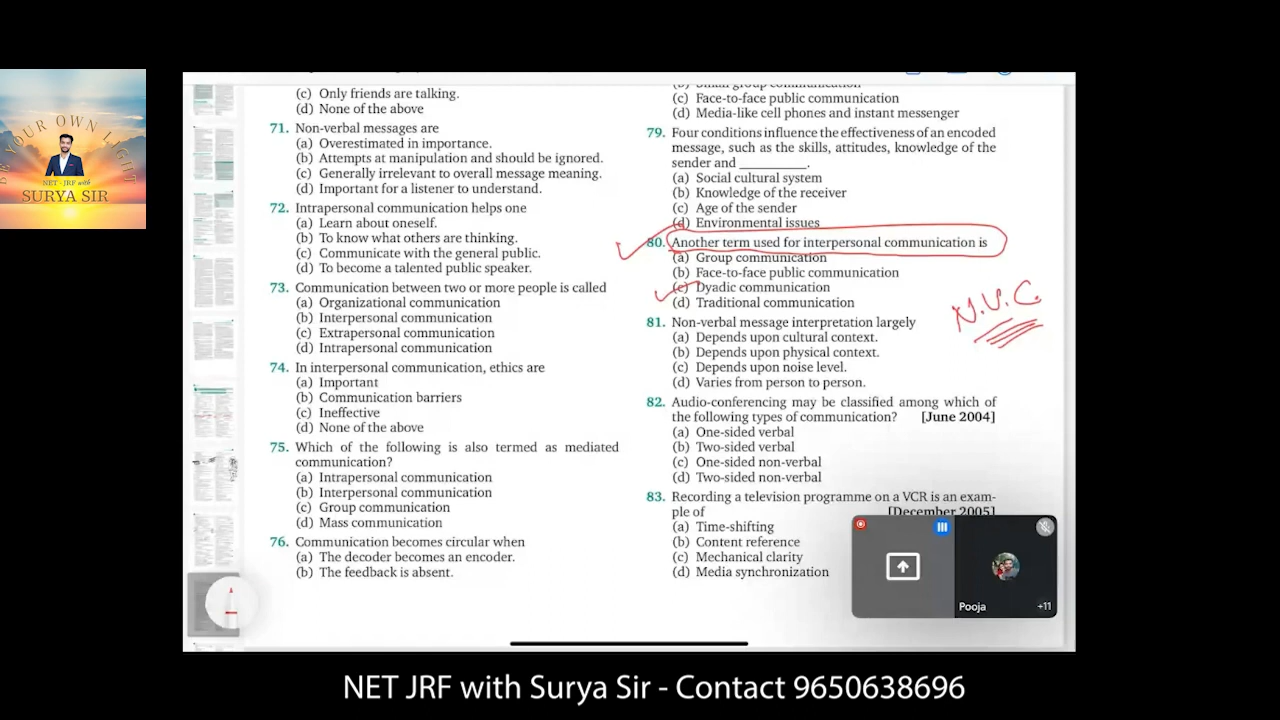 YOUR OWN
NET - JRF with
SURYA SIR
(c) Only friends are talking.
(d) None of the above
71. Non-verbal messages are
(a) Overestimated in importance.
(b) Attempts at manipulation and should be ignored.
(c) Generally irrelevant to overall message meaning.
(d) Important for a listener to understand.
72. Intrapersonal communication helps one
(a) Learn about oneself.
(b) To know what others are thinking.
(c) Communicate with the general public.
(d) To become a talented public speaker.
73. Communication between two or more people is called
(a) Organizational communication
(b) Interpersonal communication
(c) Extrapersonal communication
(d) Intrapersonal communication
74. In interpersonal communication, ethics are
(a) Important
(b) Communication barriers
(c) Ineffective
(d) None of the above
75. Which of the following is also termed as mediated
communication?
(a) Intrapersonal communication
(b) Interpersonal communication
(c) Group communication
(d) Mass communication
76. Communication becomes circular when
(a) The decoder becomes an encoder.
(b) The feedback is absent.
(b) Small group communication
(c) Face-to-face public communication
(d) Media-like cell phones and instant messenger
79. Four conditions influence the effectiveness of an encoded
message, such as the skills, attitudes, knowledge of the
sender and __________.
(a) Social cultural system
(b) Knowledge of the receiver
(c) Age of the sender
(d) Environmental issues
80. Another term used for interpersonal communication is
(a) Group communication
(b) Face-to-face public communication
(c) Dyadic communication
(d) Traditional communication
N.V.C.
81. Non-verbal message interpretation largely
(a) Depends upon cultural context.
(b) Depends upon physical context.
(c) Depends upon noise level.
(d) Varies from person to person.
82. Audio-conferencing may be classified among which of
the following types of communication? [June 2004]
(a) One-sided verbal
(b) Two-sided verbal
(c) One-sided non-verbal
(d) Two-sided non-verbal
83. Recording a television programme on a VCR is an exam-
ple of [December 2005]
(a) Time-shifting
(b) Content reference
(c) Mechanical clarity
(d) Media synchronization
Pooja +11
NET JRF with Surya Sir - Contact 9650638696